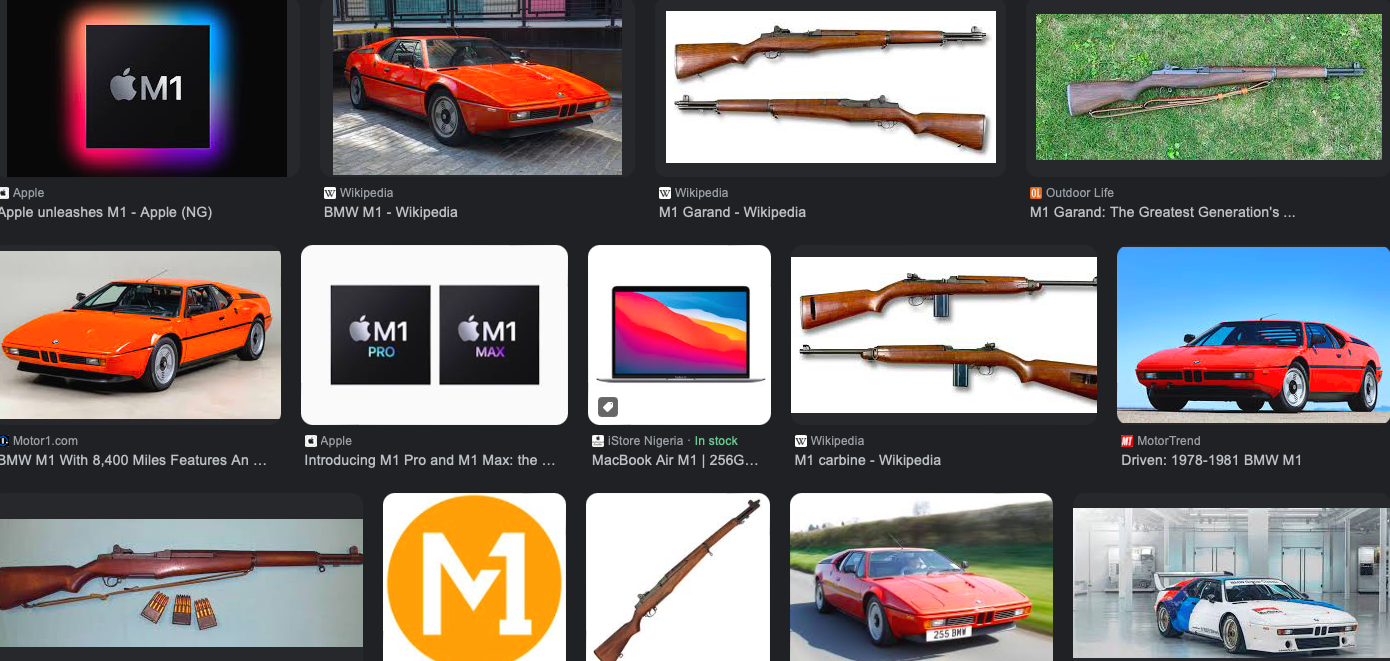 M1
Apple
Wikipedia
Wikipedia
Outdoor Life
Apple unleashes M1 - Apple (NG)
BMW M1 - Wikipedia
M1 Garand - Wikipedia
M1 Garand: The Greatest Generation's ...
M1
PRO
M1
MAX
Motor1.com
Apple
iStore Nigeria · In stock
Wikipedia
MotorTrend
BMW M1 With 8,400 Miles Features An ...
Introducing M1 Pro and M1 Max: the ...
MacBook Air M1 | 256G...
M1 carbine - Wikipedia
Driven: 1978-1981 BMW M1
M1
255 BMW